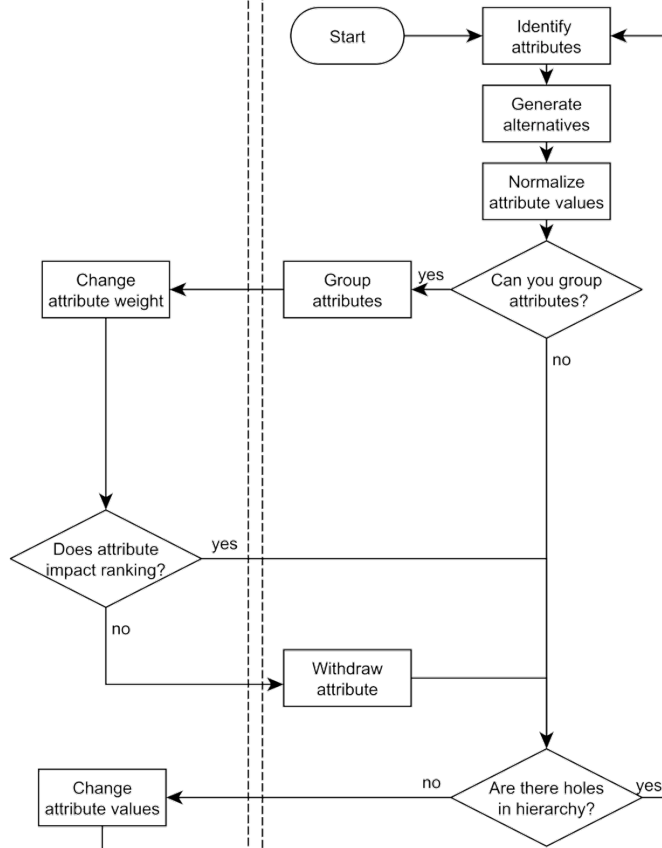 Start
Identify
attributes
Generate
alternatives
Normalize
attribute values
Can you group
attributes?
yes
Group
attributes
Change
attribute weight
no
Does attribute
impact ranking?
yes
no
Withdraw
attribute
Are there holes
in hierarchy?
yes
no
Change
attribute values